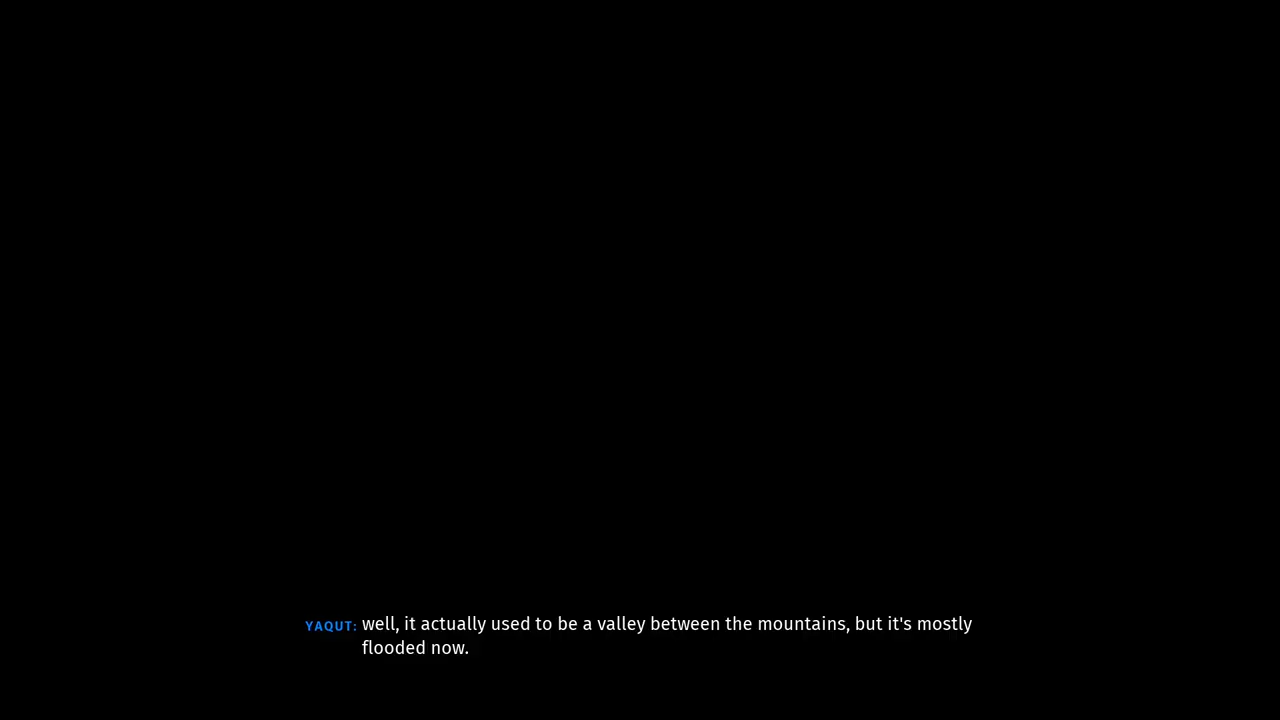 YAQUT: well, it actually used to be a valley between the mountains, but it's mostly
flooded now.